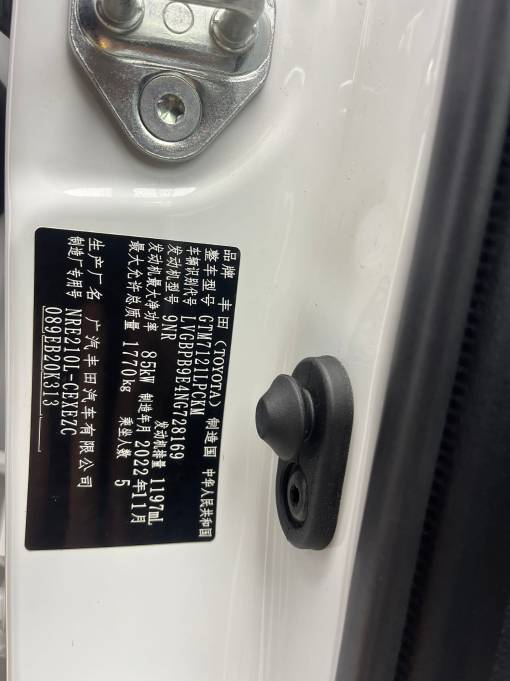 品牌 丰田（TOYOTA） 制造国 中华人民共和国
整车型号 GTM7121LPCKM
车辆识别代号 LVGBPB9E4NG728169
发动机型号 9NR 发动机排量 1197mL
发动机最大净功率 85kW 制造年月 2022年11月
最大允许总质量 1770kg 乘坐人数 5
生产厂名 广汽丰田汽车有限公司
制造厂专用号 NRE210L-CEXEZC
089EB20K313